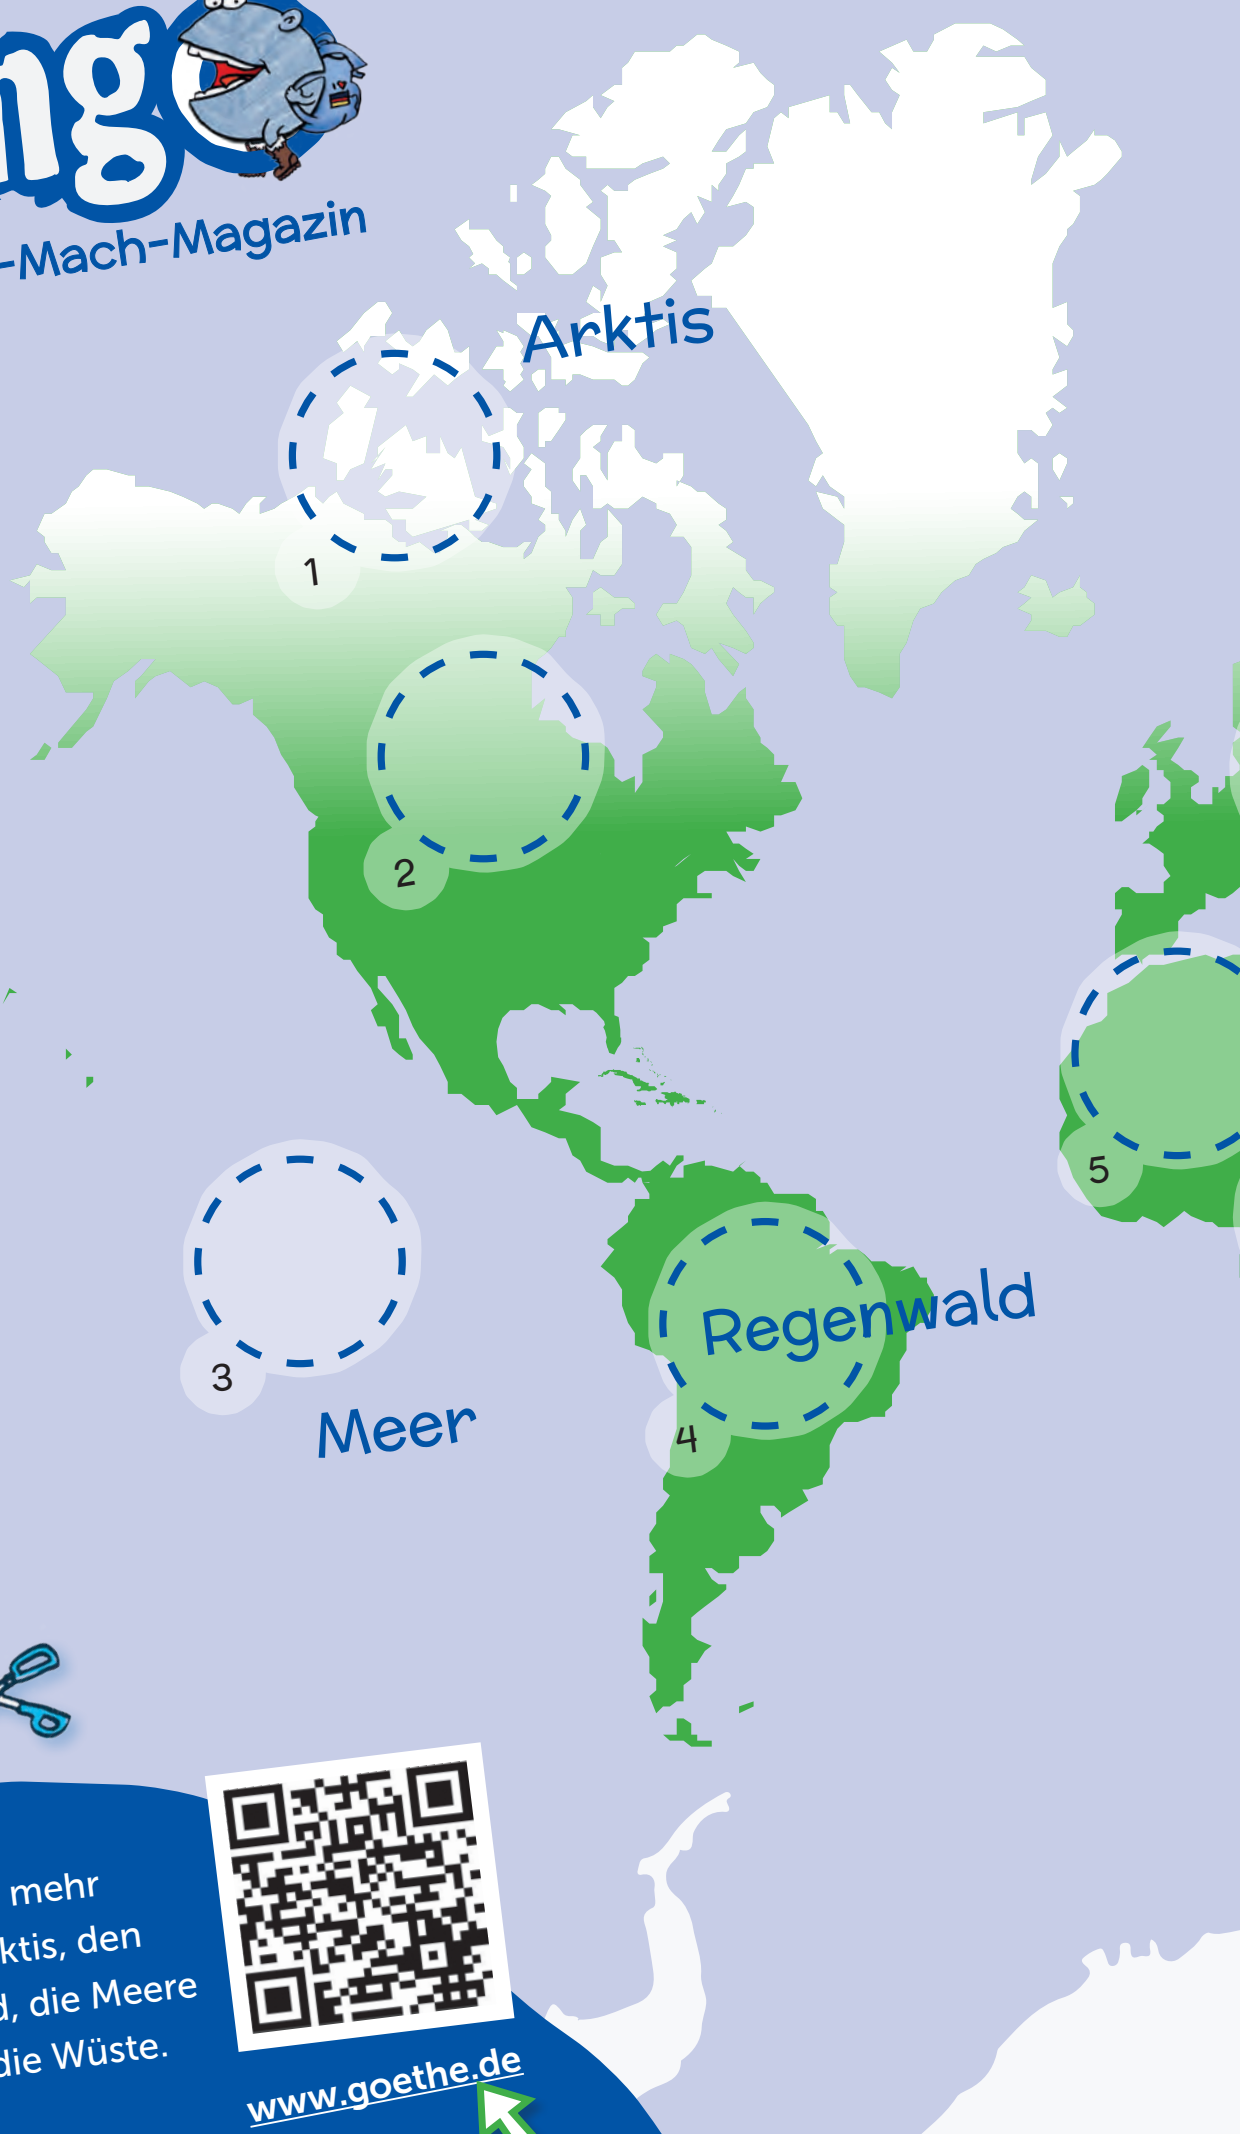 ng
-Mach-Magazin
Arktis
1
2
5
3
Regenwald
4
Meer
mehr
ktis, den
d, die Meere
die Wüste.
www.goethe.de